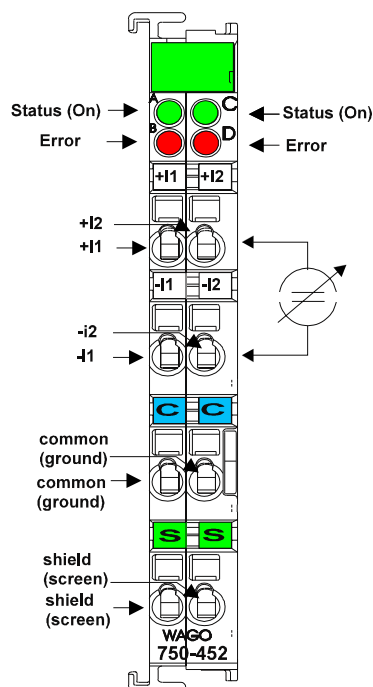 A C
Status (On) Status (On)
B D
Error Error
+I1 +I2
+I2
+I1
-I1 -I2
-i2
-I1
C C
common
(ground)
common
(ground)
S S
shield
(screen)
shield
(screen)
WAGO
750-452